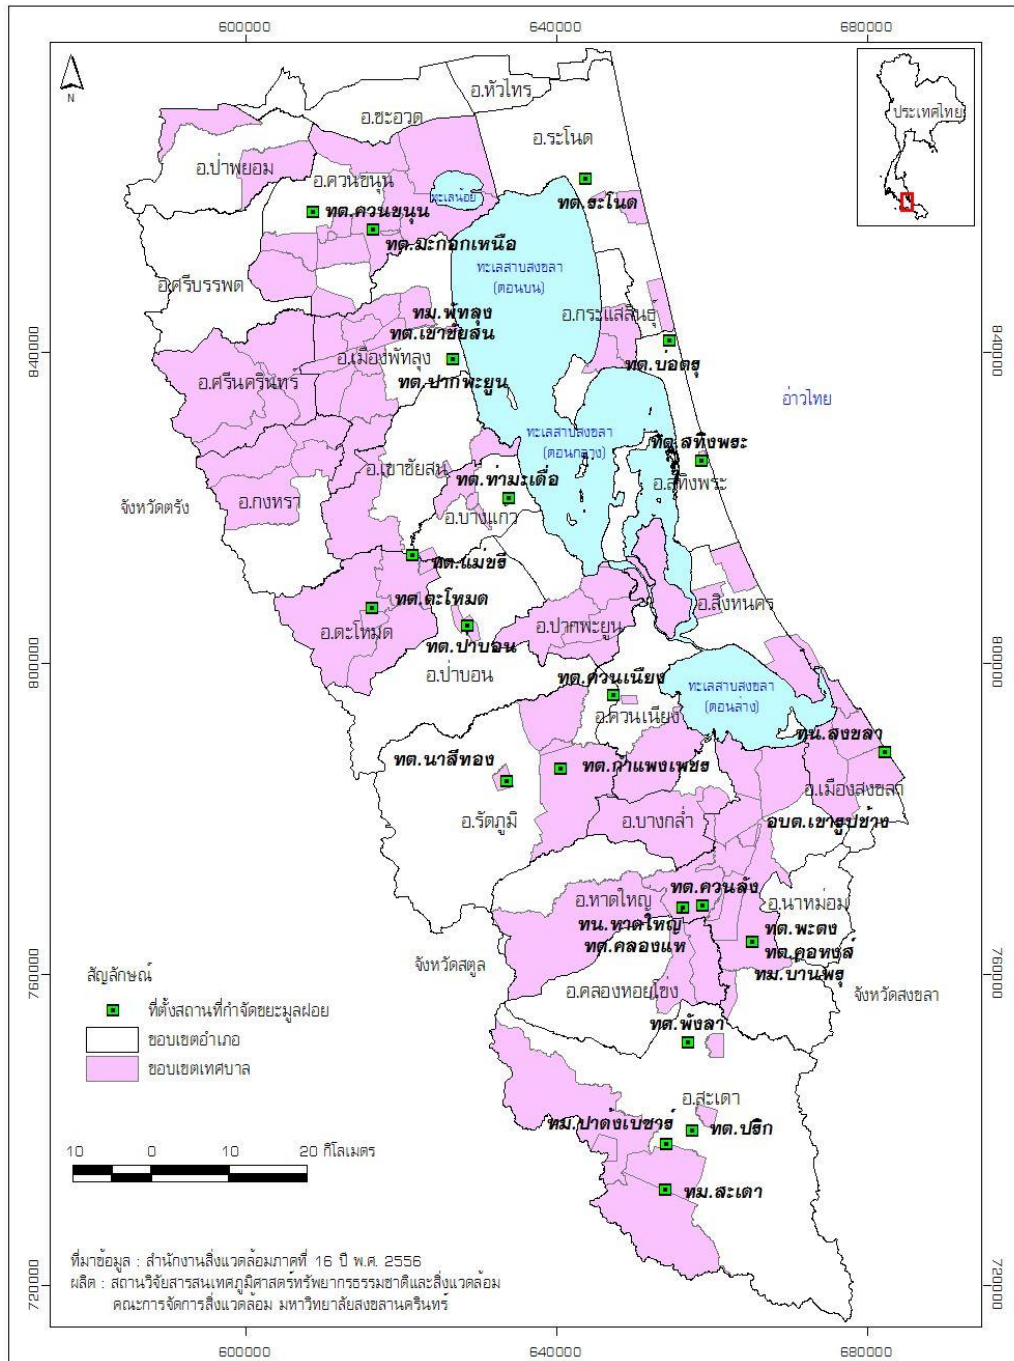 600000
640000
680000
N
อ.หัวไทร
ประเทศไทย
อ.ชะอวด
อ.ระโนด
อ.ป่าพยอม
อ.ควนขนุน
ทะเลน้อย
ทต.ระโนด
ทต.ควนขนุน
ทต.มะกอกเหนือ
ทะเลสาบสงขลา
(ตอนบน)
อ.ศรีบรรพต
ทม.พัทลุง
อ.กระแสสินธุ์
ทต.เขาชัยสน
840000
อ.เมืองพัทลุง
840000
ทต.บ่อตรุ
ทต.ปากพะยูน
อ.ศรีนครินทร์
อ่าวไทย
ทะเลสาบสงขลา
(ตอนกลาง)
ทต.สทิงพระ
อ.เขาชัยสน
ทต.ท่ามะเดื่อ
อ.สทิงพระ
จังหวัดตรัง
อ.กงหรา
อ.บางแก้ว
ทต.แม่ขรี
ทต.ตะโหมด
อ.สิงหนคร
อ.ตะโหมด
อ.ปากพะยูน
ทต.ป่าบอน
800000
อ.ป่าบอน
800000
ทต.ควนเนียง
ทะเลสาบสงขลา
(ตอนล่าง)
อ.ควนเนียง
ทน.สงขลา
ทต.นาสีทอง
ทต.กำแพงเพชร
อ.เมืองสงขลา
อ.รัตภูมิ
อ.บางกล่ำ
อบต.เขารูปช้าง
ทต.ควนลัง
อ.หาดใหญ่
อ.นาหม่อม
ทน.หาดใหญ่
ทต.พะตง
ทต.คลองแห
ทต.คอหงส์
จังหวัดสตูล
760000
ทม.บ้านพรุ
760000
สัญลักษณ์
อ.คลองหอยโข่ง
จังหวัดสงขลา
ที่ตั้งสถานที่กำจัดขยะมูลฝอย
ทต.พังลา
ขอบเขตอำเภอ
ขอบเขตเทศบาล
อ.สะเดา
ทม.ปาดังเบซาร์
ทต.ปริก
10 0 10 20 กิโลเมตร
ทม.สะเดา
ที่มาข้อมูล : สำนักงานสิ่งแวดล้อมภาคที่ 16 ปี พ.ศ. 2556
ผลิต : สถานวิจัยสารสนเทศภูมิศาสตร์ทรัพยากรธรรมชาติและสิ่งแวดล้อม
คณะการจัดการสิ่งแวดล้อม มหาวิทยาลัยสงขลานครินทร์
720000
720000
600000
640000
680000